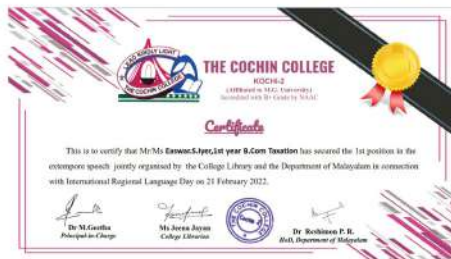 LEAD KINDLY LIGHT
THE COCHIN COLLEGE
THE COCHIN COLLEGE
KOCHI-2
(Affiliated to M.G. University)
Accredited with B+ Grade by NAAC
Certificate
This is to certify that Mr/Ms Easwar.S.Iyer,1st year B.Com Taxation has secured the 1st position in the
extempore speech jointly organised by the College Library and the Department of Malayalam in connection
with International Regional Language Day on 21 February 2022.
Dr M.Geetha
Principal-in-Charge
Ms Jeena Jayan
College Librarian
THE COCHIN COLLEGE
Dr Reshimon P. R.
HoD, Department of Malayalam